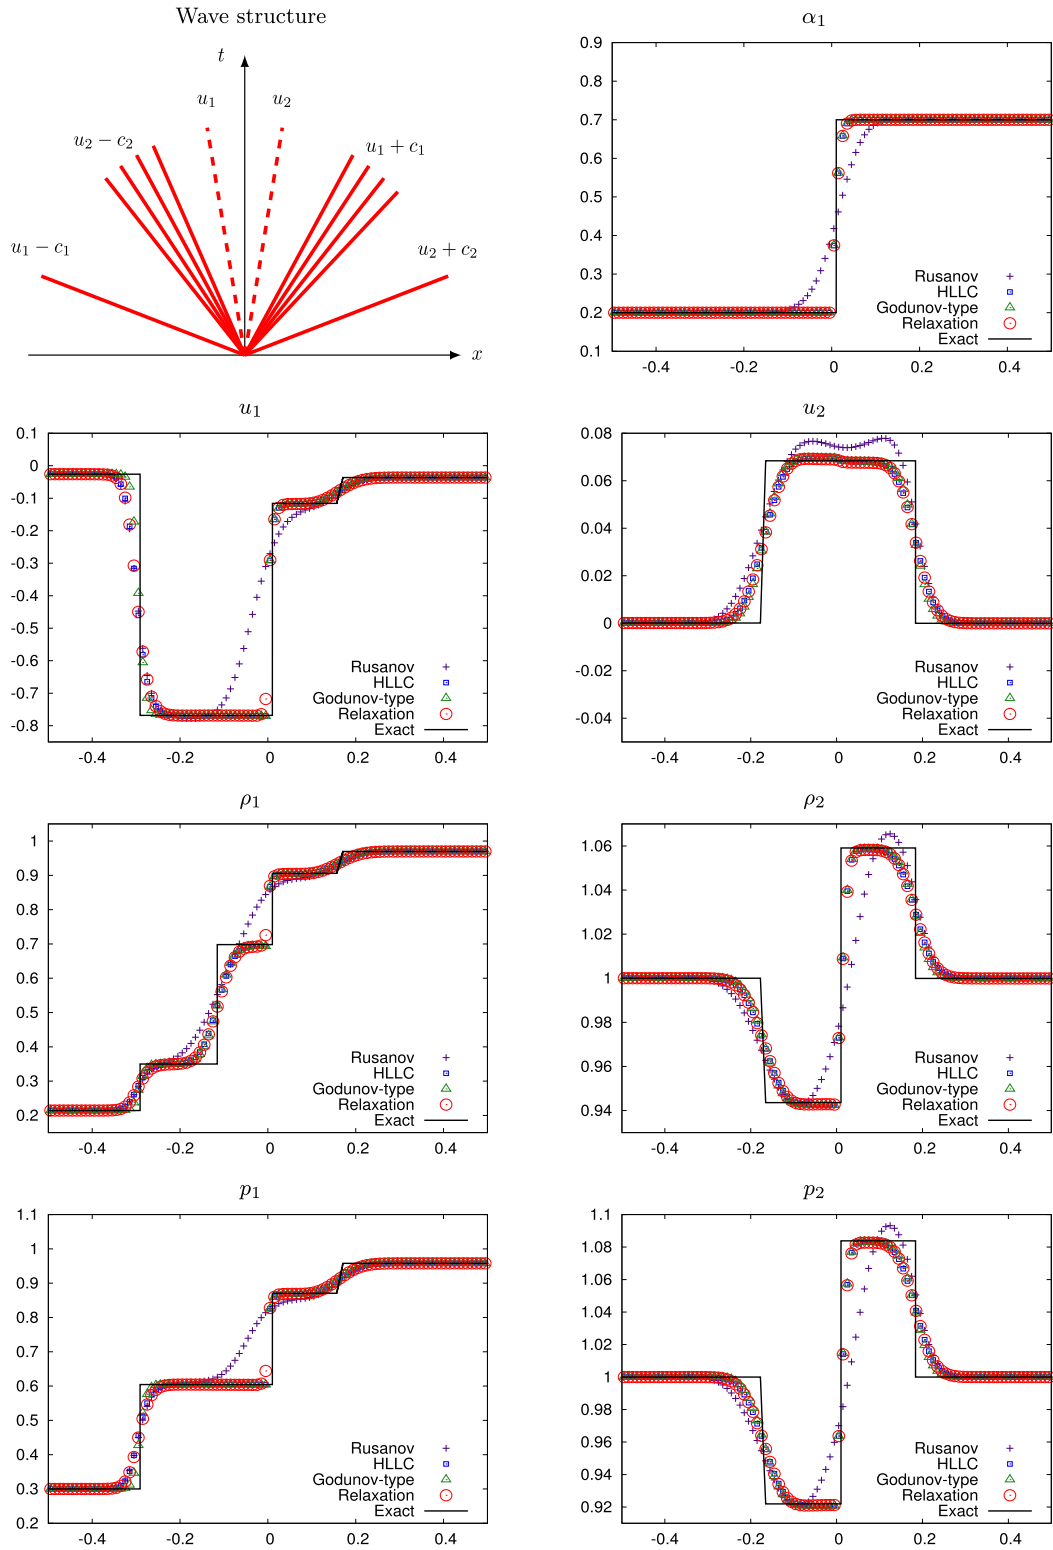 Wave structure
t
u₁
u₂
u₂ − c₂
u₁ + c₁
u₁ − c₁
u₂ + c₂
x
α₁
0.9
0.8
0.7
0.6
0.5
0.4
0.3
0.2
0.1
-0.4 -0.2 0 0.2 0.4
Rusanov
HLLC
Godunov-type
Relaxation
Exact
u₁
0.1
0
-0.1
-0.2
-0.3
-0.4
-0.5
-0.6
-0.7
-0.8
-0.4 -0.2 0 0.2 0.4
Rusanov
HLLC
Godunov-type
Relaxation
Exact
u₂
0.08
0.06
0.04
0.02
0
-0.02
-0.04
-0.4 -0.2 0 0.2 0.4
Rusanov
HLLC
Godunov-type
Relaxation
Exact
ρ₁
1
0.9
0.8
0.7
0.6
0.5
0.4
0.3
0.2
-0.4 -0.2 0 0.2 0.4
Rusanov
HLLC
Godunov-type
Relaxation
Exact
ρ₂
1.06
1.04
1.02
1
0.98
0.96
0.94
-0.4 -0.2 0 0.2 0.4
Rusanov
HLLC
Godunov-type
Relaxation
Exact
p₁
1.1
1
0.9
0.8
0.7
0.6
0.5
0.4
0.3
0.2
-0.4 -0.2 0 0.2 0.4
Rusanov
HLLC
Godunov-type
Relaxation
Exact
p₂
1.1
1.08
1.06
1.04
1.02
1
0.98
0.96
0.94
0.92
-0.4 -0.2 0 0.2 0.4
Rusanov
HLLC
Godunov-type
Relaxation
Exact